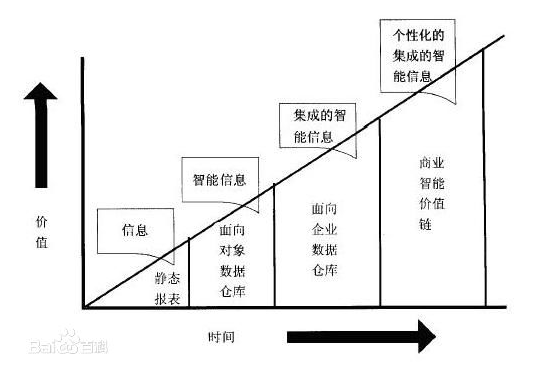 个性化的
集成的智
能信息
集成的智
能信息
智能信息
信息
价
值
静态
报表
面向
对象
数据
仓库
面向
企业
数据
仓库
商业
智能
价值
链
时间
Bai百科